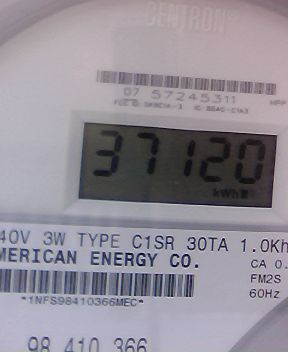 CENTRON®
07 57245311
37120
kWh
40V 3W TYPE C1SR 30TA 1.0Kh
MERICAN ENERGY CO.
CA 0.
FM2S
60Hz
*1NFS98410366MEC*
98 410 366